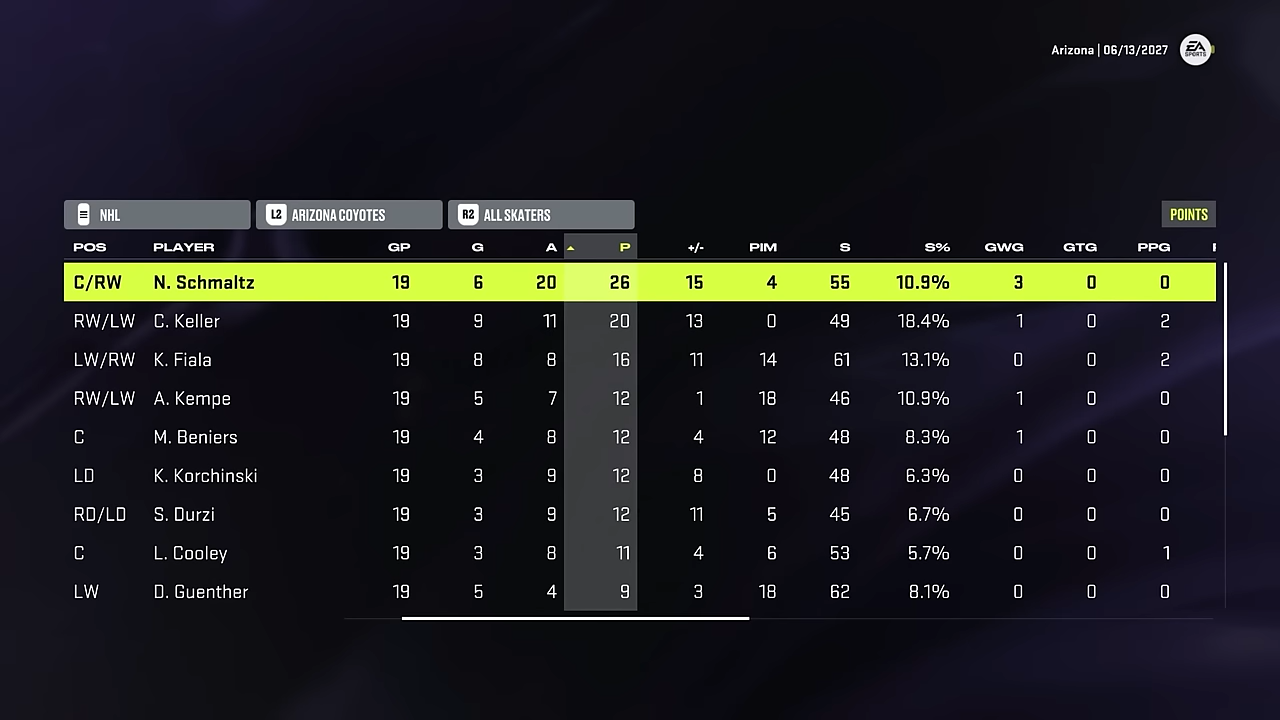 Arizona | 06/13/2027 EA SPORTS
NHL L2 ARIZONA COYOTES R2 ALL SKATERS POINTS
POS PLAYER GP G A P +/- PIM S S% GWG GTG PPG
C/RW N. Schmaltz 19 6 20 26 15 4 55 10.9% 3 0 0
RW/LW C. Keller 19 9 11 20 13 0 49 18.4% 1 0 2
LW/RW K. Fiala 19 8 8 16 11 14 61 13.1% 0 0 2
RW/LW A. Kempe 19 5 7 12 1 18 46 10.9% 1 0 0
C M. Beniers 19 4 8 12 4 12 48 8.3% 1 0 0
LD K. Korchinski 19 3 9 12 8 0 48 6.3% 0 0 0
RD/LD S. Durzi 19 3 9 12 11 5 45 6.7% 0 0 0
C L. Cooley 19 3 8 11 4 6 53 5.7% 0 0 1
LW D. Guenther 19 5 4 9 3 18 62 8.1% 0 0 0